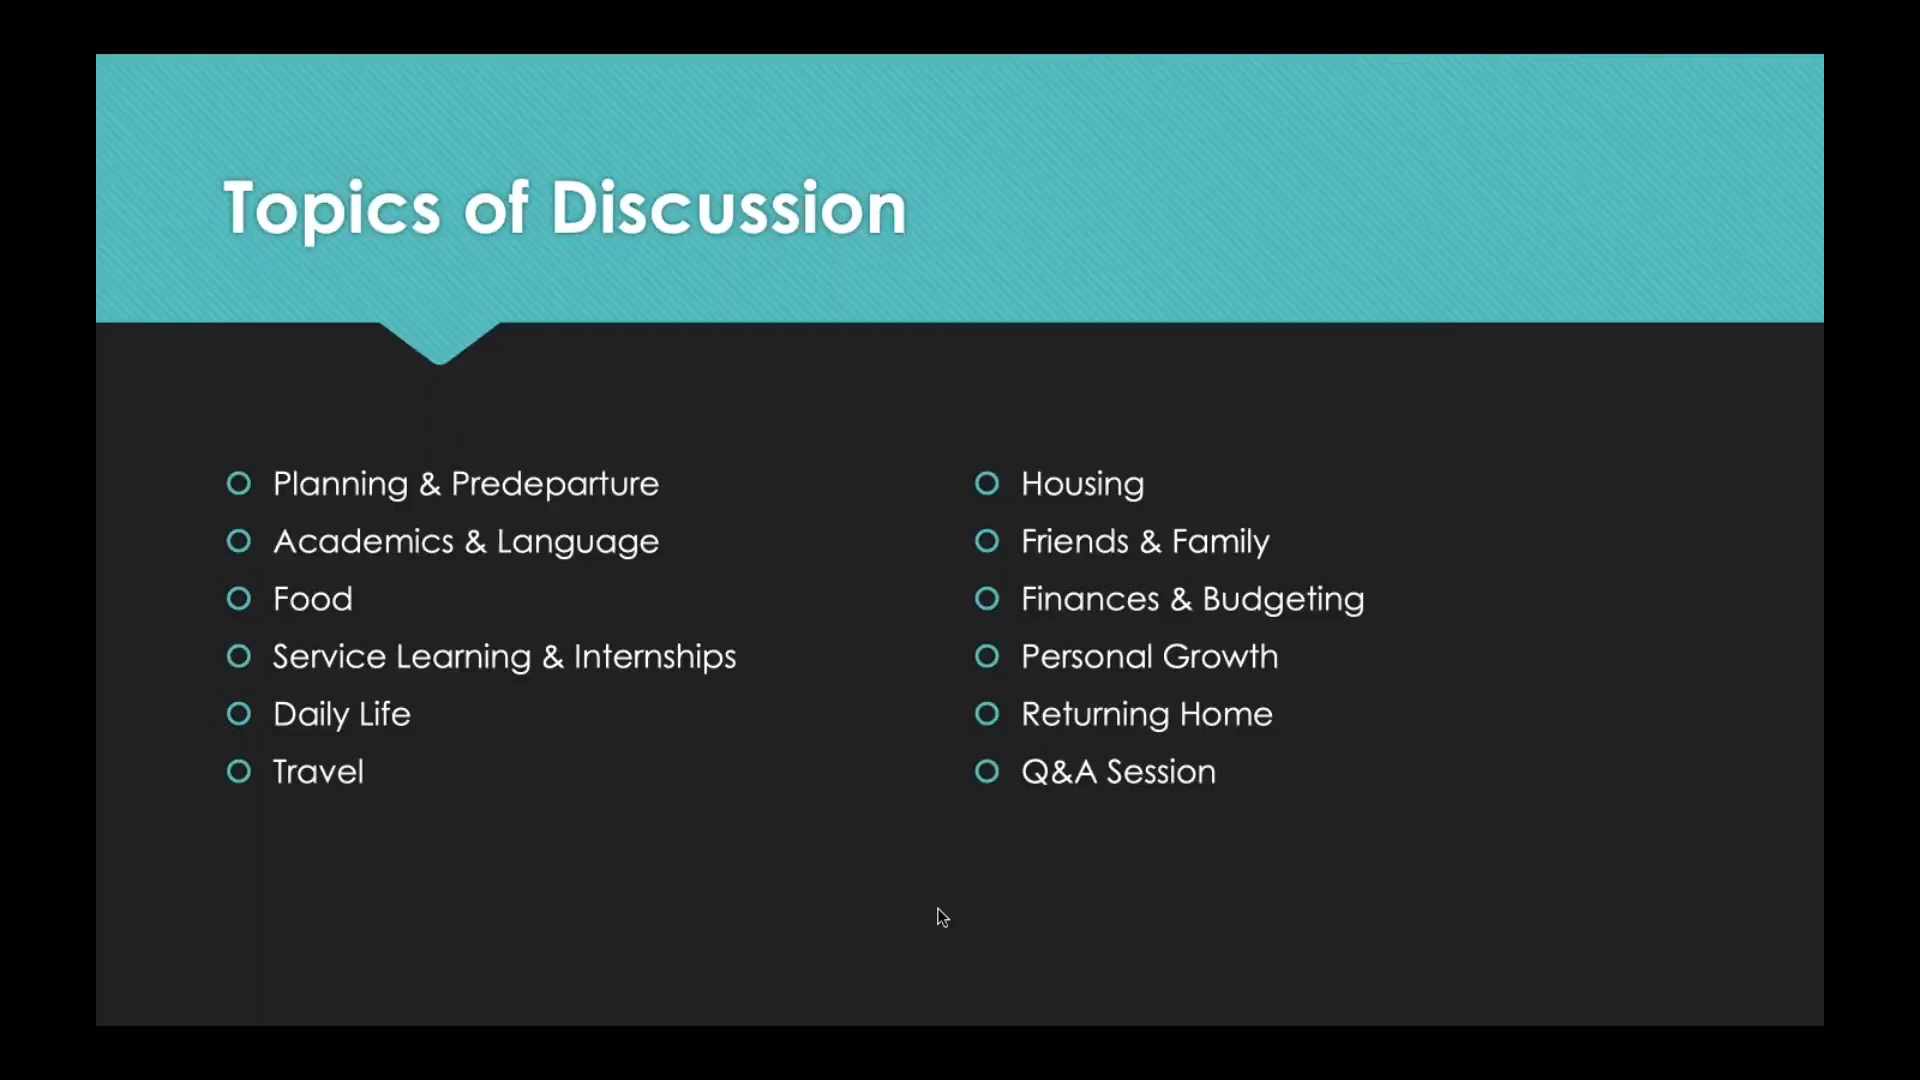 Topics of Discussion
Planning & Predeparture
Academics & Language
Food
Service Learning & Internships
Daily Life
Travel
Housing
Friends & Family
Finances & Budgeting
Personal Growth
Returning Home
Q&A Session